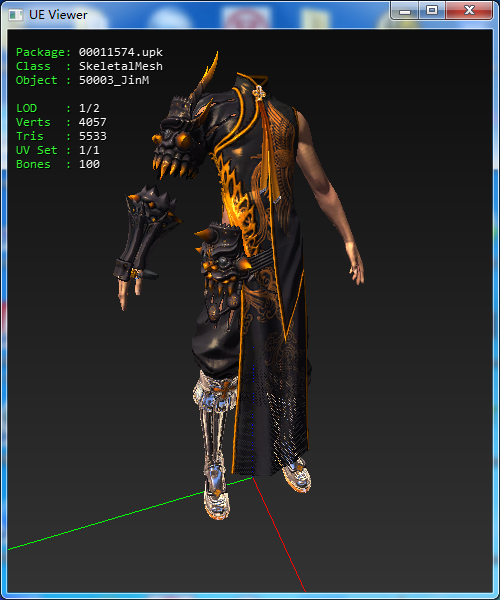 UE Viewer
Package: 00011574.upk
Class : SkeletalMesh
Object : 50003_JinM
LOD : 1/2
Verts : 4057
Tris : 5533
UV Set : 1/1
Bones : 100